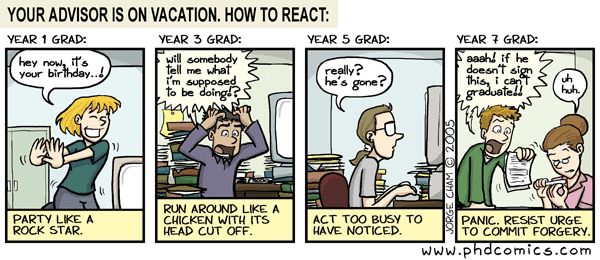 YOUR ADVISOR IS ON VACATION. HOW TO REACT:
YEAR 1 GRAD:
hey now, it's
your birthday..!
PARTY LIKE A
ROCK STAR.
YEAR 3 GRAD:
will somebody
tell me what
i'm supposed
to be doing!?
RUN AROUND LIKE A
CHICKEN WITH ITS
HEAD CUT OFF.
YEAR 5 GRAD:
really?
he's gone?
ACT TOO BUSY TO
HAVE NOTICED.
YEAR 7 GRAD:
aaah! if he
doesn't sign
this, i can't
graduate!!
uh
huh.
PANIC. RESIST URGE
TO COMMIT FORGERY.
JORGE CHAM © 2005
www.phdcomics.com